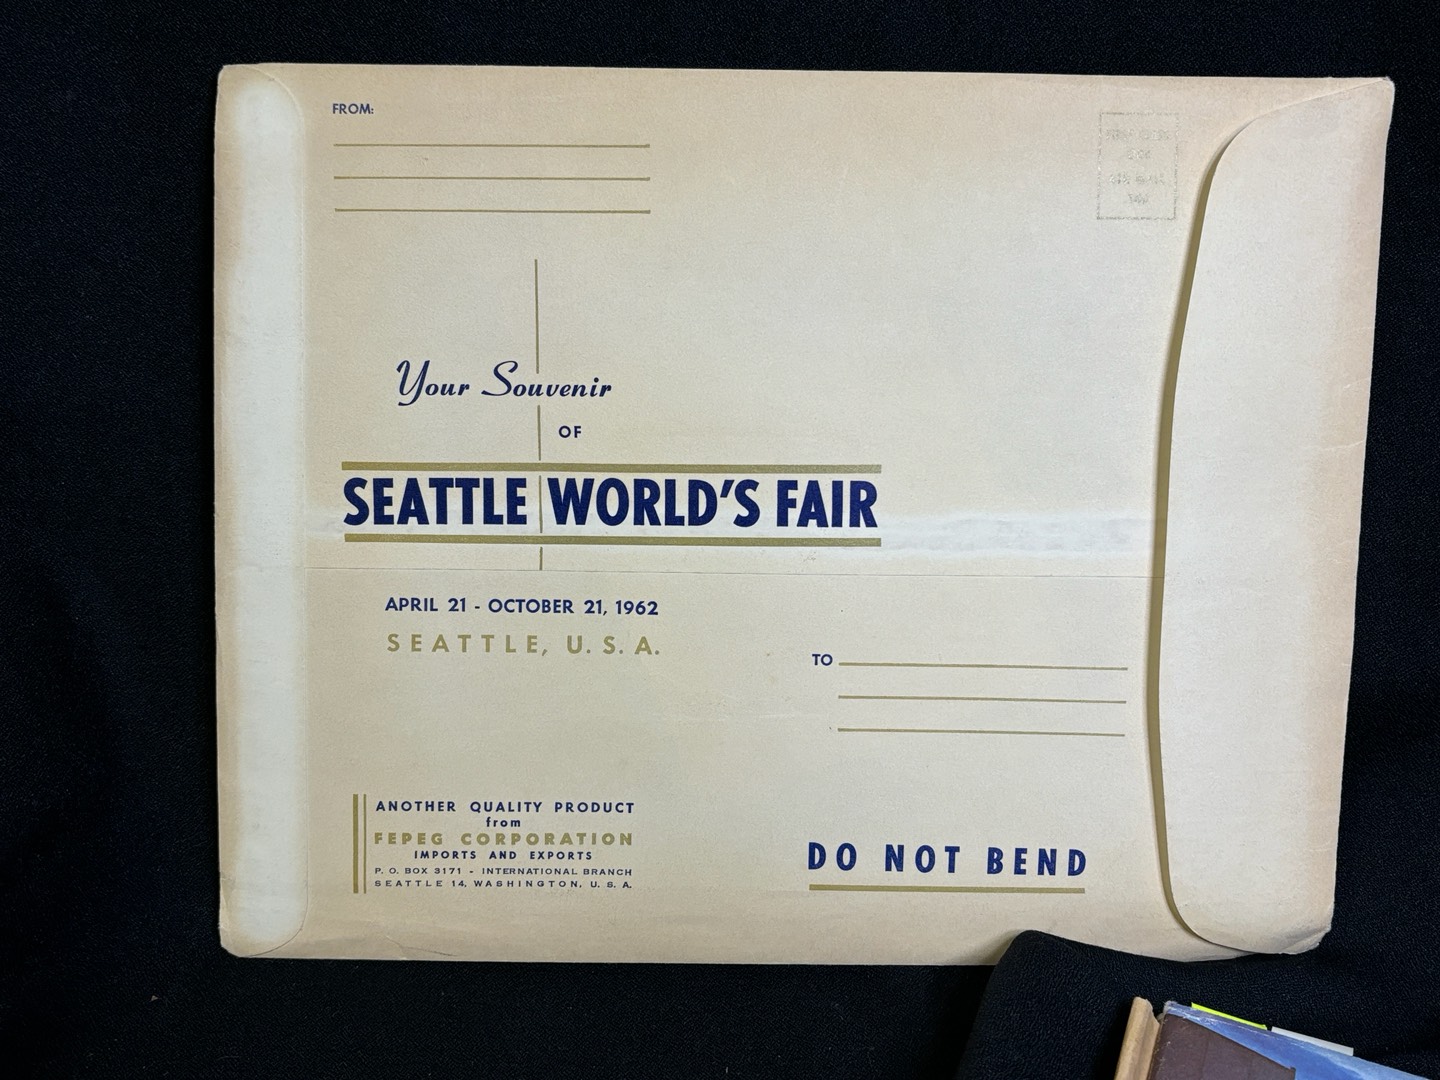 FROM:
Your Souvenir
OF
SEATTLE WORLD'S FAIR
APRIL 21 - OCTOBER 21, 1962
SEATTLE, U. S. A.
TO
ANOTHER QUALITY PRODUCT
from
FEPEG CORPORATION
IMPORTS AND EXPORTS
P. O. BOX 3171 - INTERNATIONAL BRANCH
SEATTLE 14, WASHINGTON, U. S. A.
DO NOT BEND